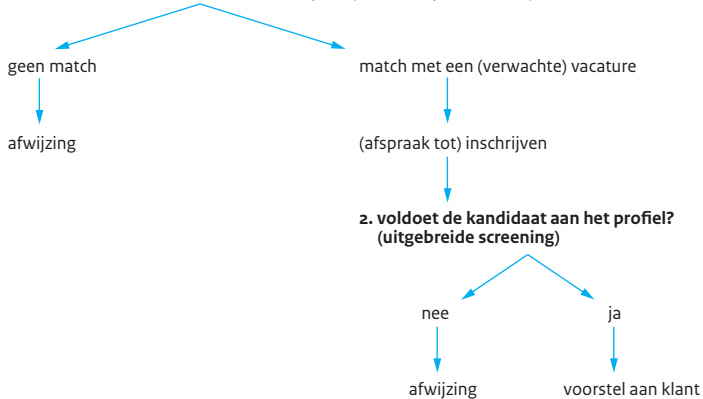 geen match
match met een (verwachte) vacature
afwijzing
(afspraak tot) inschrijven
2. voldoet de kandidaat aan het profiel?
(uitgebreide screening)
nee
ja
afwijzing
voorstel aan klant